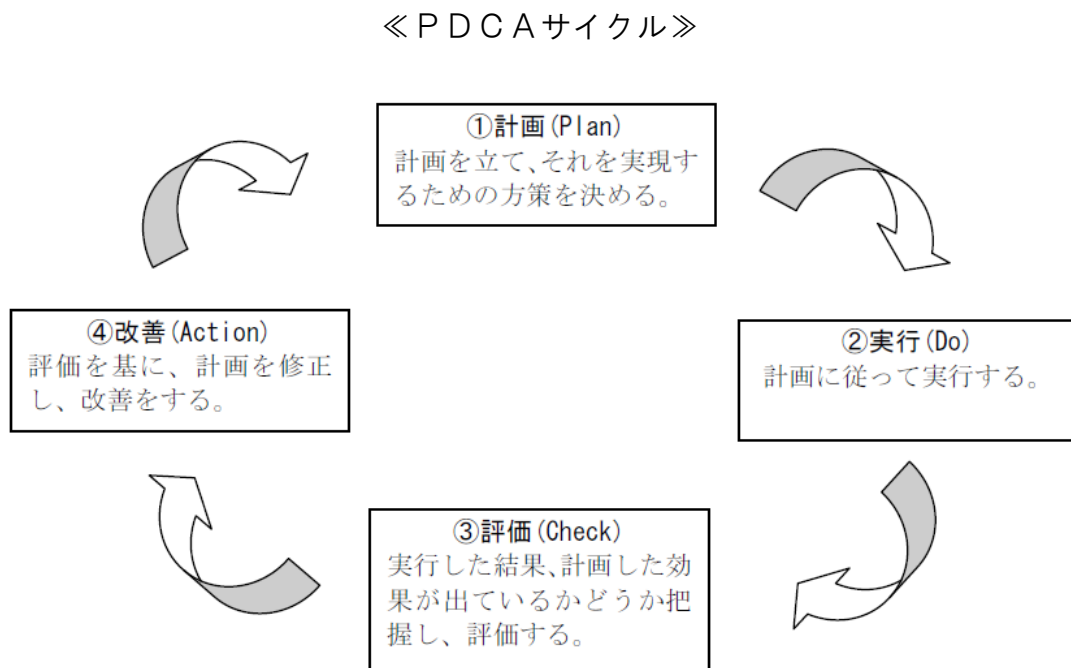 ≪ＰＤＣＡサイクル≫
①計画(Plan)
計画を立て、それを実現す
るための方策を決める。
②実行(Do)
計画に従って実行する。
③評価(Check)
実行した結果、計画した効
果が出ているかどうか把
握し、評価する。
④改善(Action)
評価を基に、計画を修正
し、改善をする。